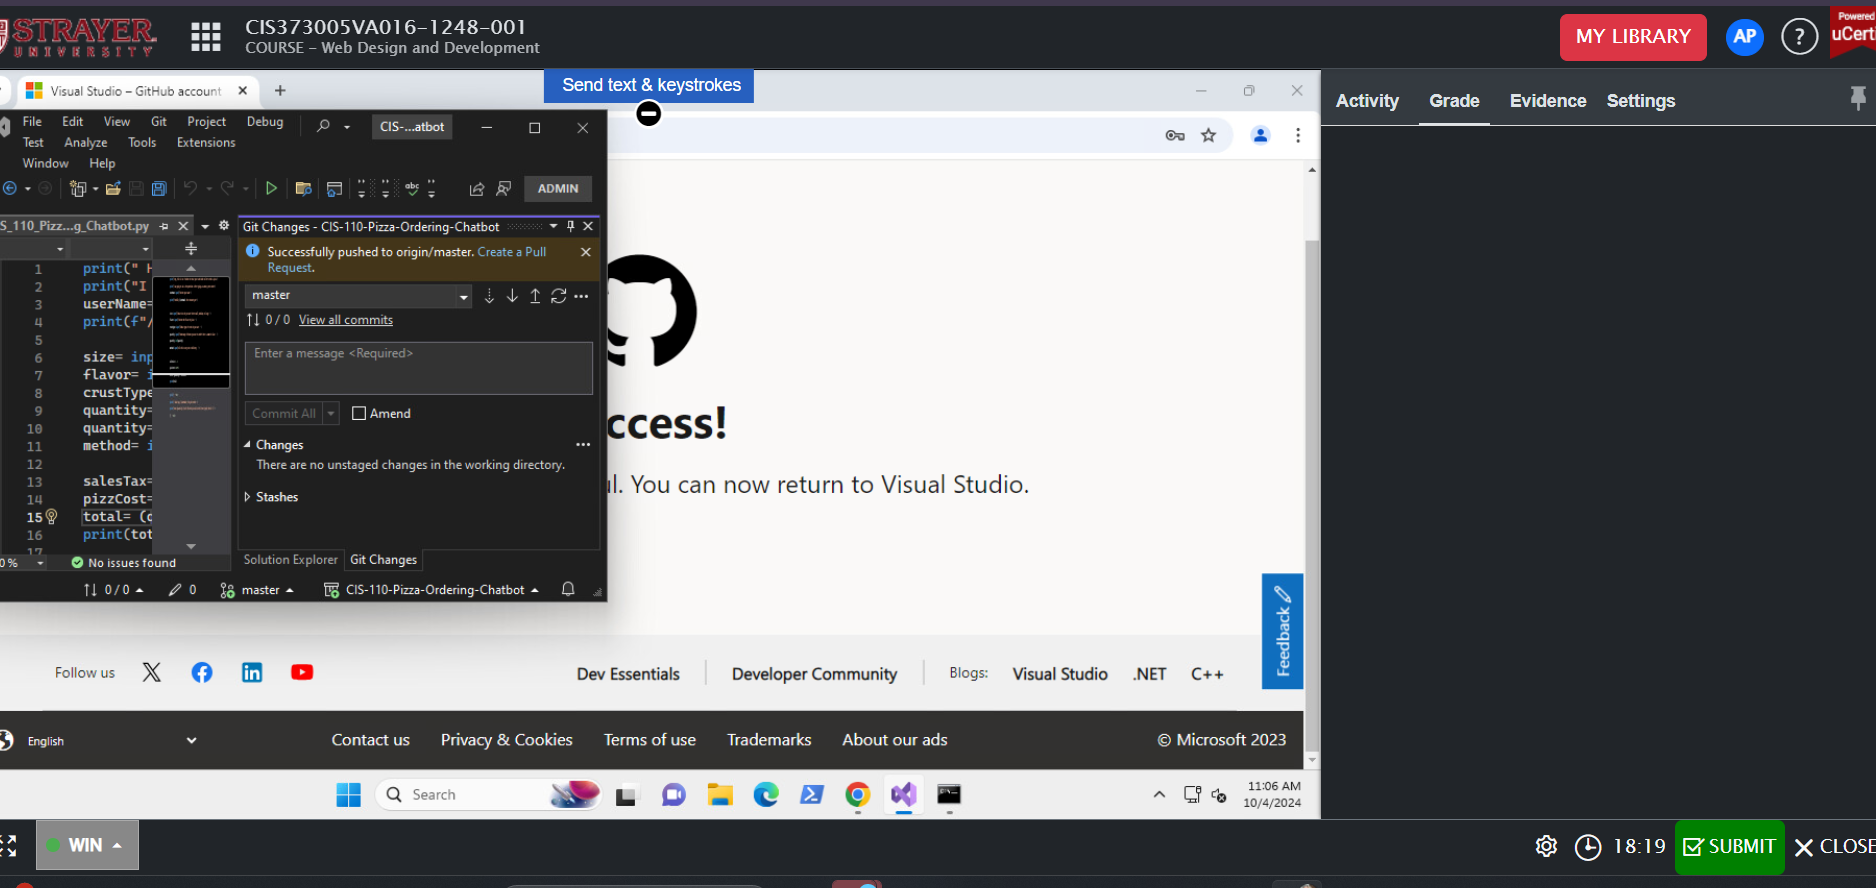 STRAYER
UNIVERSITY
CIS373005VA016-1248-001
COURSE – Web Design and Development
MY LIBRARY
AP
?
Powered
uCerti
Visual Studio – GitHub account
Send text & keystrokes
Activity
Grade
Evidence
Settings
File Edit View Git Project Debug
CIS-...atbot
Test Analyze Tools Extensions
Window Help
abc
ADMIN
S_110_Pizz...g_Chatbot.py
Git Changes - CIS-110-Pizza-Ordering-Chatbot
Successfully pushed to origin/master. Create a Pull
Request.
master
0 / 0 View all commits
Enter a message <Required>
Commit All
Amend
Changes
There are no unstaged changes in the working directory.
Stashes
1 print(" H
2 print("I
3 userName=
4 print(f"/
5
6 size= inp
7 flavor= i
8 crustType
9 quantity=
10 quantity=
11 method= i
12
13 salesTax=
14 pizzCost=
15 total= (c
16 print(tot
17
0 %
No issues found
Solution Explorer Git Changes
0 / 0
0
master
CIS-110-Pizza-Ordering-Chatbot
ccess!
ul. You can now return to Visual Studio.
Feedback
Follow us
Dev Essentials
Developer Community
Blogs:
Visual Studio
.NET
C++
English
Contact us
Privacy & Cookies
Terms of use
Trademarks
About our ads
© Microsoft 2023
Search
11:06 AM
10/4/2024
WIN
18:19
SUBMIT
CLOSE